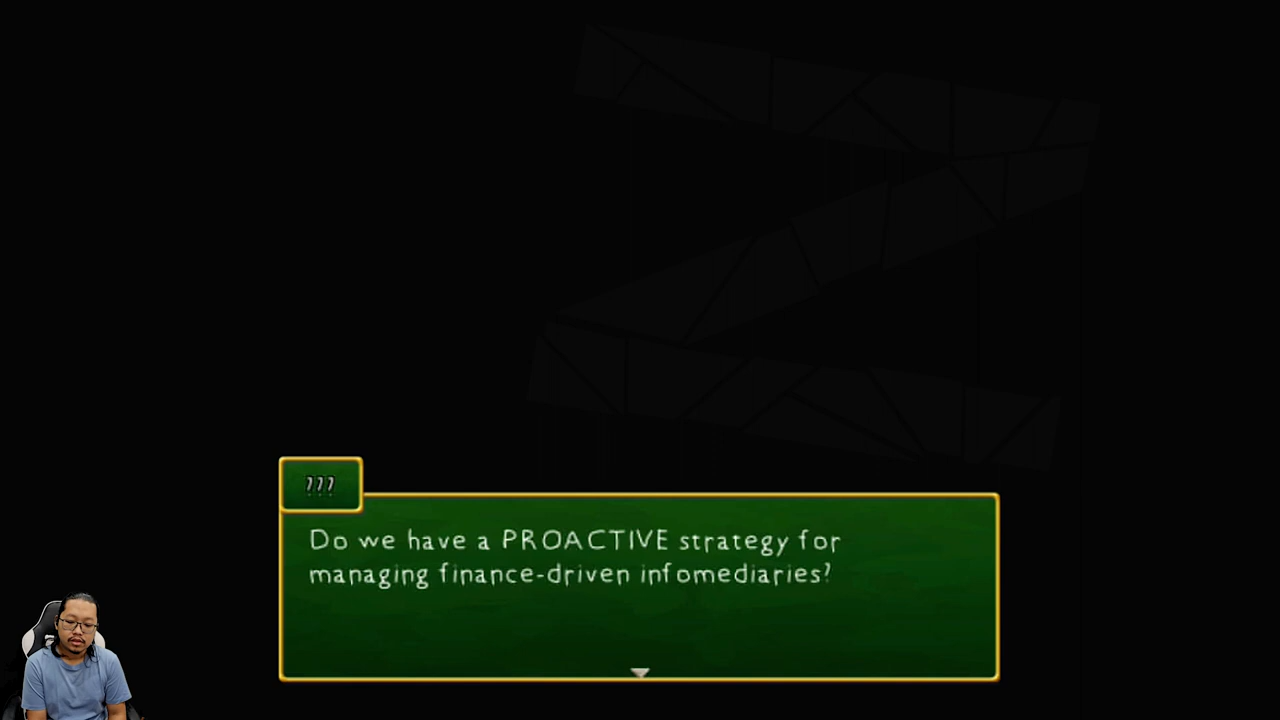 ???
Do we have a PROACTIVE strategy for
managing finance-driven infomediaries?